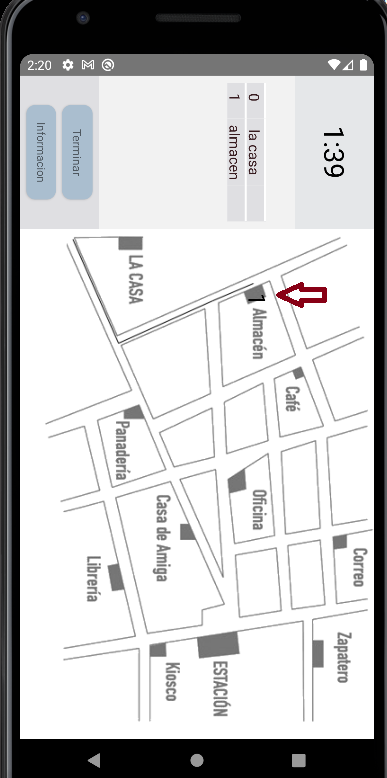 2:20
1:39
0 la casa
1 almacen
Terminar
Informacion
LA CASA
1
Almacén
Café
Panadería
Oficina
Casa de Amiga
Correo
Librería
Zapatero
ESTACIÓN
Kiosco